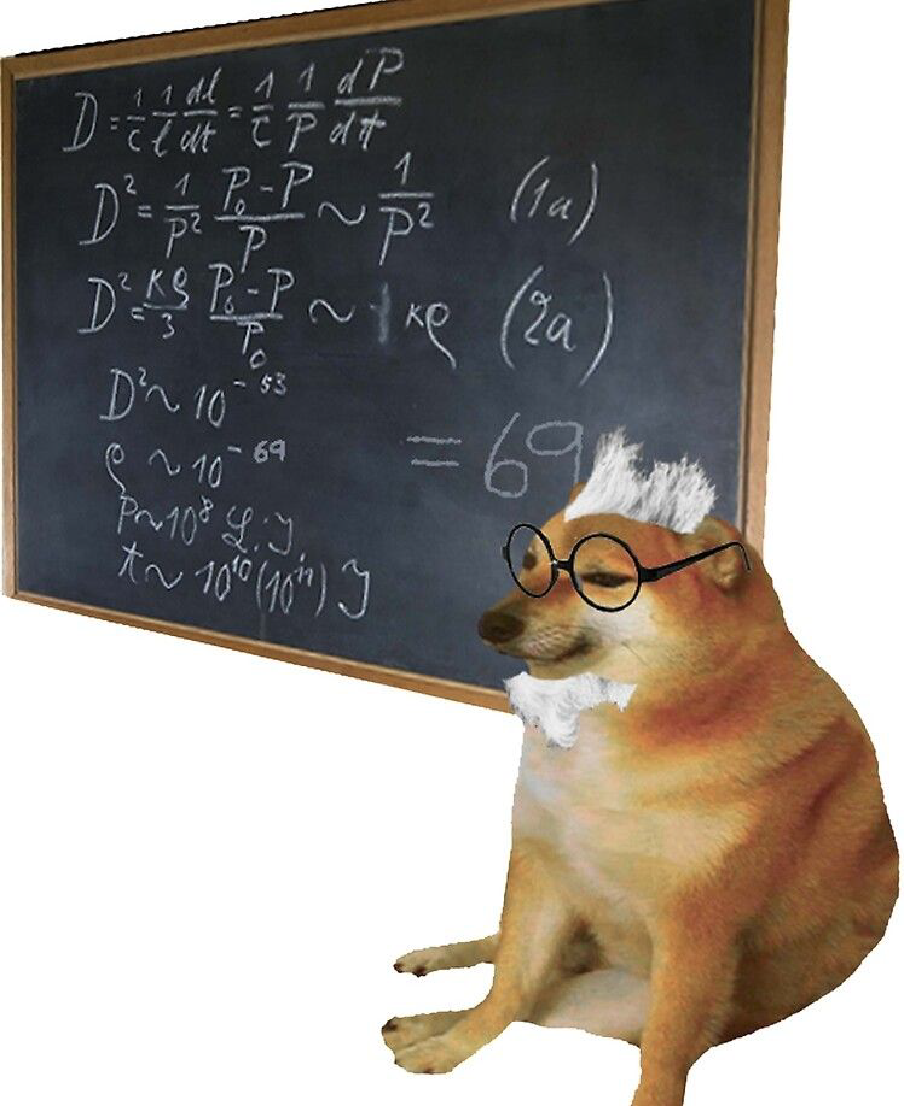 D = 1/c 1/l dl/dt = 1/c 1/P dP/dt
D² = 1/P² P₀-P/P ~ 1/P² (1a)
D² = κρ/3 P₀-P/P₀ ~ κρ (2a)
D² ~ 10⁻⁵³
ρ ~ 10⁻⁶⁹
= 69
P ~ 10⁸ L.J.
t ~ 10¹⁰(10¹¹) J